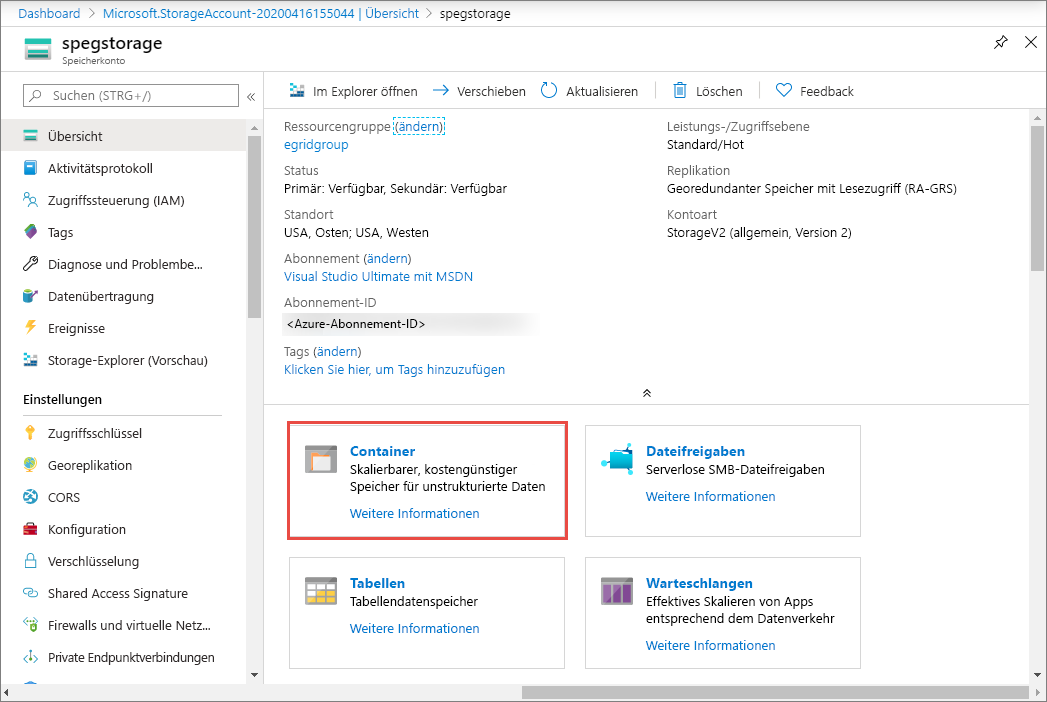 Dashboard > Microsoft.StorageAccount-20200416155044 | Übersicht > spegstorage
spegstorage
Speicherkonto
Suchen (STRG+/)
«
Übersicht
Aktivitätsprotokoll
Zugriffssteuerung (IAM)
Tags
Diagnose und Problembe...
Datenübertragung
Ereignisse
Storage-Explorer (Vorschau)
Einstellungen
Zugriffsschlüssel
Georeplikation
CORS
Konfiguration
Verschlüsselung
Shared Access Signature
Firewalls und virtuelle Netz...
Private Endpunktverbindungen
Im Explorer öffnen Verschieben Aktualisieren Löschen Feedback
Ressourcengruppe (ändern)
egridgroup
Status
Primär: Verfügbar, Sekundär: Verfügbar
Standort
USA, Osten; USA, Westen
Abonnement (ändern)
Visual Studio Ultimate mit MSDN
Abonnement-ID
<Azure-Abonnement-ID>
Tags (ändern)
Klicken Sie hier, um Tags hinzuzufügen
Leistungs-/Zugriffsebene
Standard/Hot
Replikation
Georedundanter Speicher mit Lesezugriff (RA-GRS)
Kontoart
StorageV2 (allgemein, Version 2)
Container
Skalierbarer, kostengünstiger
Speicher für unstrukturierte Daten
Weitere Informationen
Dateifreigaben
Serverlose SMB-Dateifreigaben
Weitere Informationen
Tabellen
Tabellendatenspeicher
Weitere Informationen
Warteschlangen
Effektives Skalieren von Apps
entsprechend dem Datenverkehr
Weitere Informationen